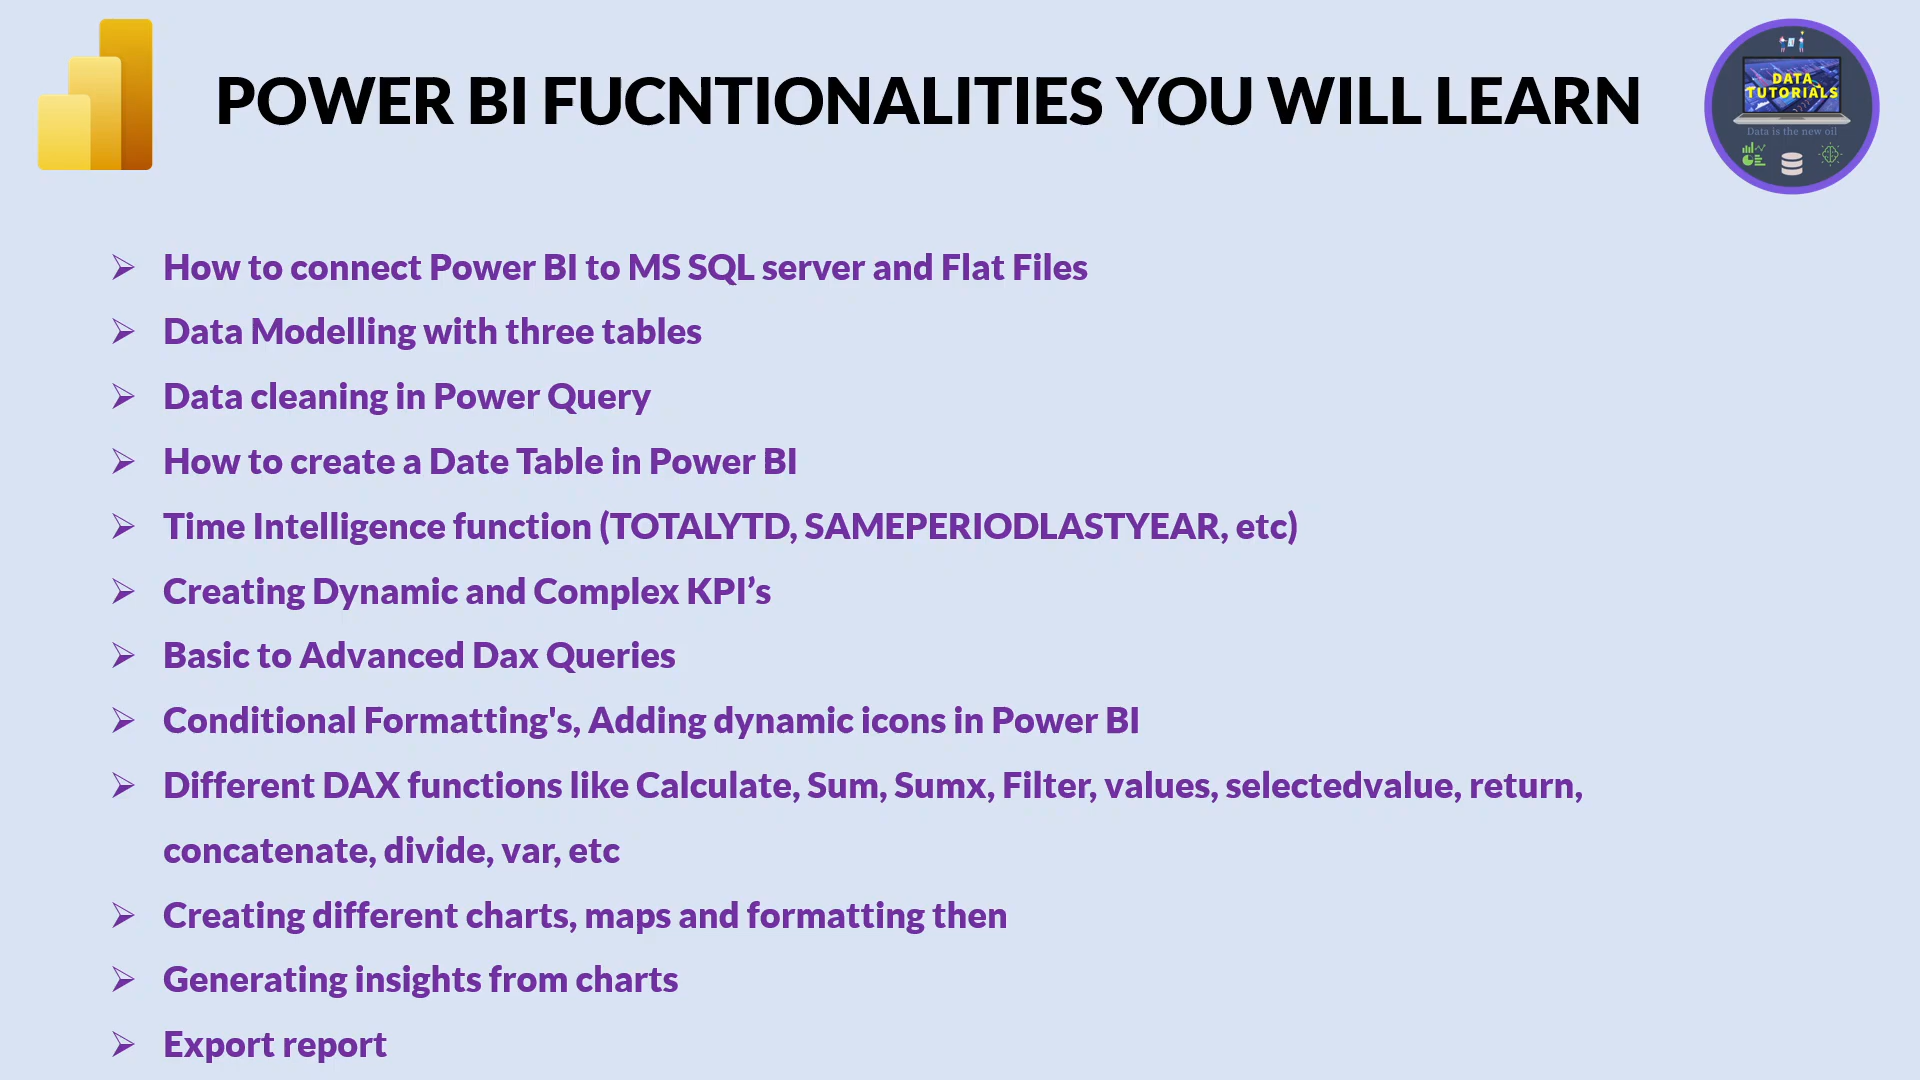 POWER BI FUCNTIONALITIES YOU WILL LEARN
DATA
TUTORIALS
Data is the new oil
How to connect Power BI to MS SQL server and Flat Files
Data Modelling with three tables
Data cleaning in Power Query
How to create a Date Table in Power BI
Time Intelligence function (TOTALYTD, SAMEPERIODLASTYEAR, etc)
Creating Dynamic and Complex KPI’s
Basic to Advanced Dax Queries
Conditional Formatting's, Adding dynamic icons in Power BI
Different DAX functions like Calculate, Sum, Sumx, Filter, values, selectedvalue, return,
concatenate, divide, var, etc
Creating different charts, maps and formatting then
Generating insights from charts
Export report